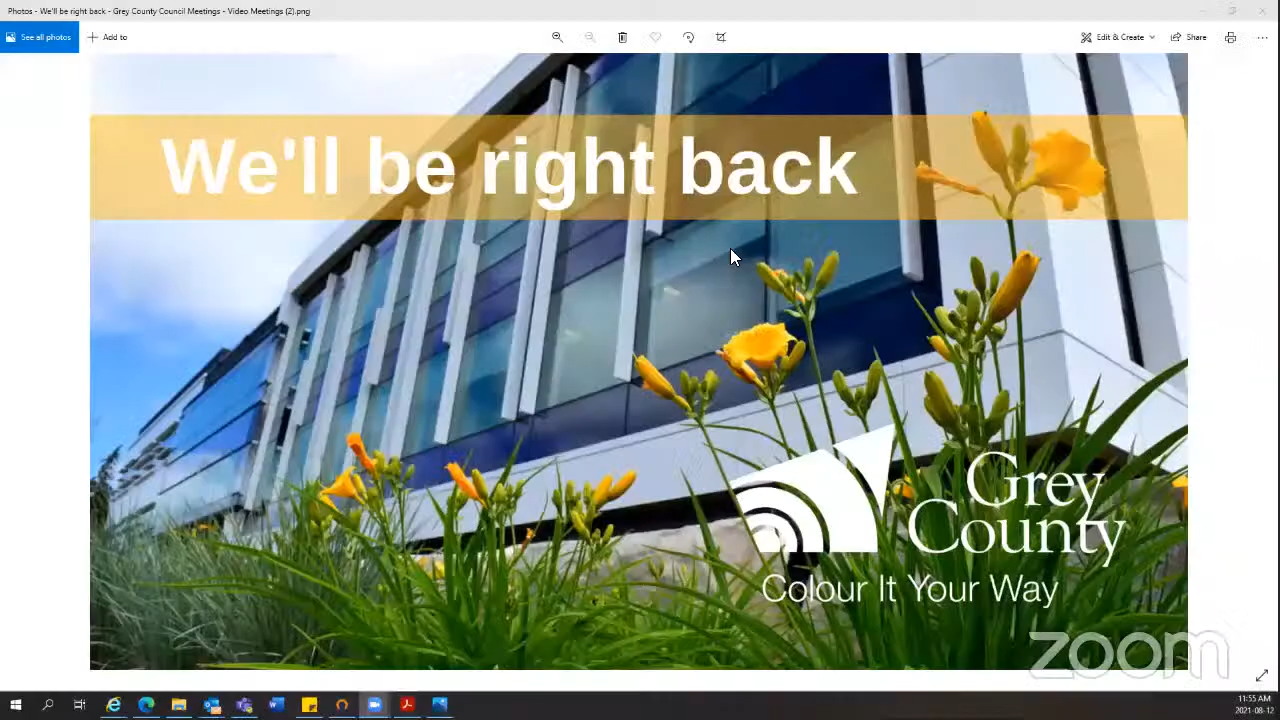 Photos - We'll be right back - Grey County Council Meetings - Video Meetings (2).png
See all photos
Add to
Edit & Create
Share
We'll be right back
Grey
County
Colour It Your Way
zoom
11:55 AM
2021-08-12